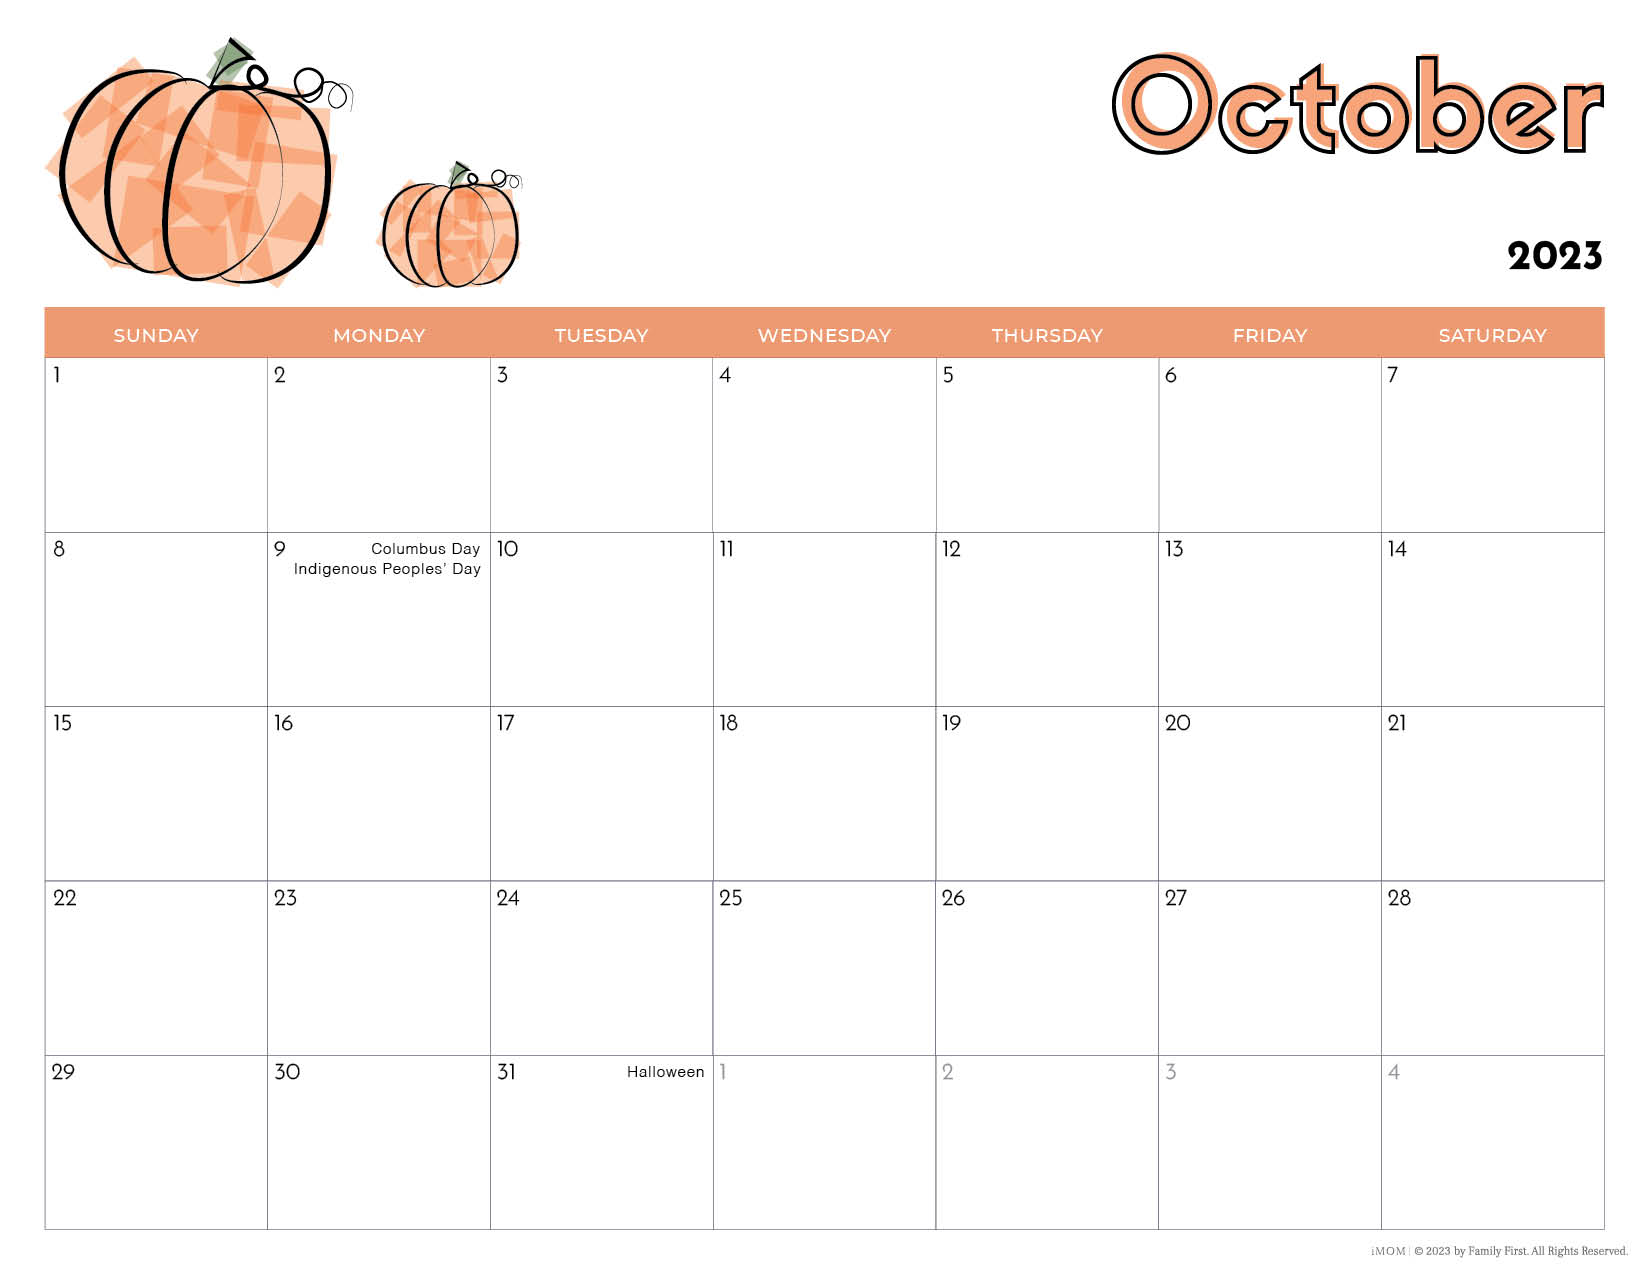 October
2023
SUNDAY MONDAY TUESDAY WEDNESDAY THURSDAY FRIDAY SATURDAY
1 2 3 4 5 6 7
8 9 Columbus Day 10 11 12 13 14
Indigenous Peoples’ Day
15 16 17 18 19 20 21
22 23 24 25 26 27 28
29 30 31 Halloween 1 2 3 4
iMOM | © 2023 by Family First. All Rights Reserved.